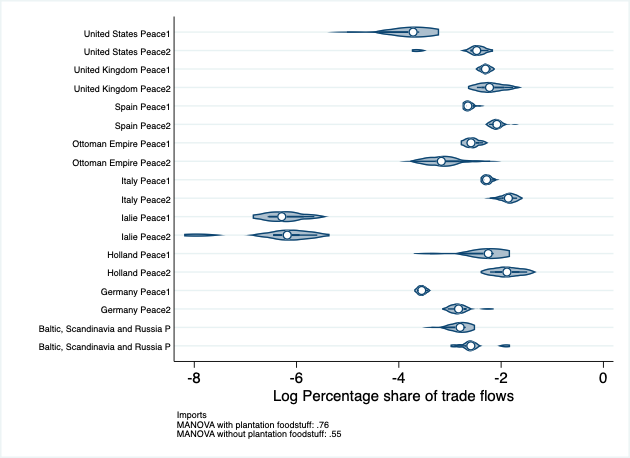 United States Peace1
United States Peace2
United Kingdom Peace1
United Kingdom Peace2
Spain Peace1
Spain Peace2
Ottoman Empire Peace1
Ottoman Empire Peace2
Italy Peace1
Italy Peace2
Ialie Peace1
Ialie Peace2
Holland Peace1
Holland Peace2
Germany Peace1
Germany Peace2
Baltic, Scandinavia and Russia P
Baltic, Scandinavia and Russia P
-8 -6 -4 -2 0
Log Percentage share of trade flows
Imports
MANOVA with plantation foodstuff: .76
MANOVA without plantation foodstuff: .55